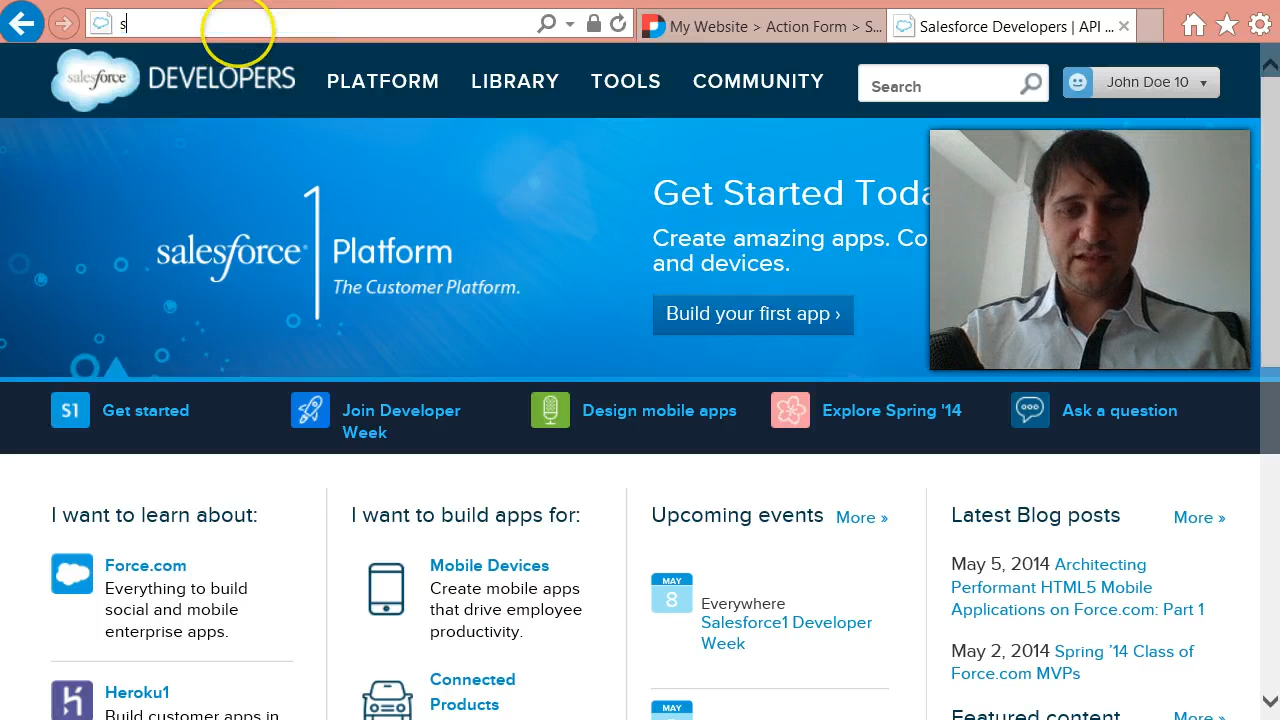 s
My Website > Action Form > S...
Salesforce Developers | API ...
salesforce DEVELOPERS
PLATFORM
LIBRARY
TOOLS
COMMUNITY
Search
John Doe 10
salesforce 1 Platform
The Customer Platform.
Get Started Toda
Create amazing apps. Co
and devices.
Build your first app ›
S1
Get started
Join Developer
Week
Design mobile apps
Explore Spring '14
Ask a question
I want to learn about:
Force.com
Everything to build
social and mobile
enterprise apps.
Heroku1
Build customer apps in
I want to build apps for:
Mobile Devices
Create mobile apps
that drive employee
productivity.
Connected
Products
Upcoming events
More »
MAY
8
Everywhere
Salesforce1 Developer
Week
MAY
Latest Blog posts
More »
May 5, 2014 Architecting
Performant HTML5 Mobile
Applications on Force.com: Part 1
May 2, 2014 Spring ’14 Class of
Force.com MVPs
Featured content
More »